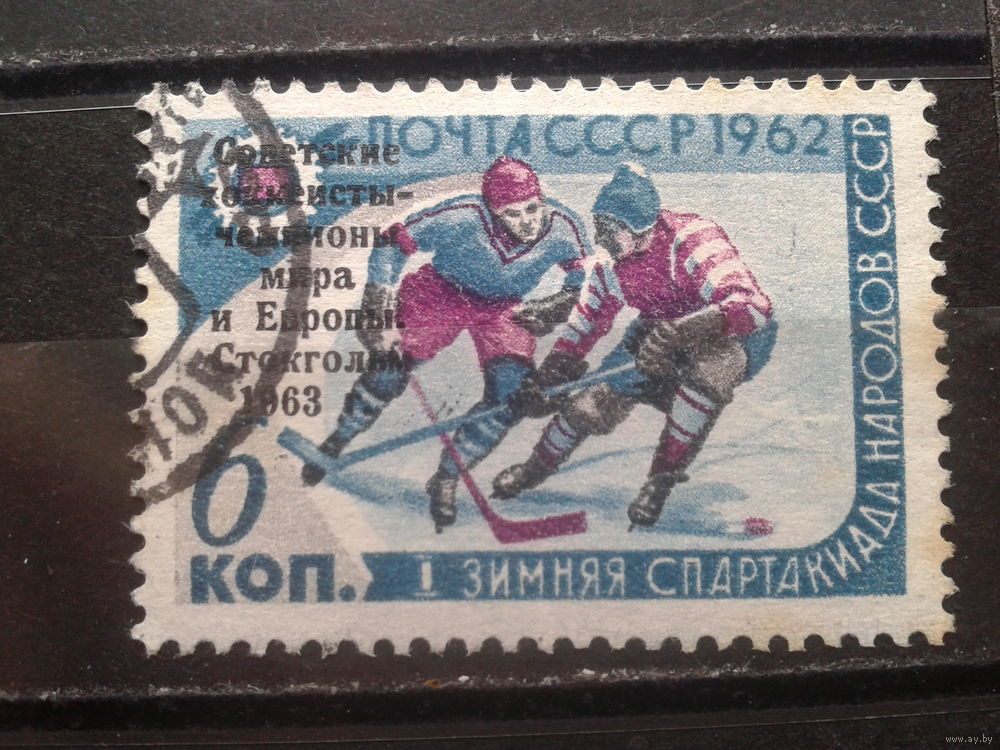 ПОЧТА СССР 1962
Советские
хоккеисты-
чемпионы
мира
и Европы.
Стокгольм
1963
6
КОП.
I ЗИМНЯЯ СПАРТАКИАДА НАРОДОВ СССР
www.ay.by